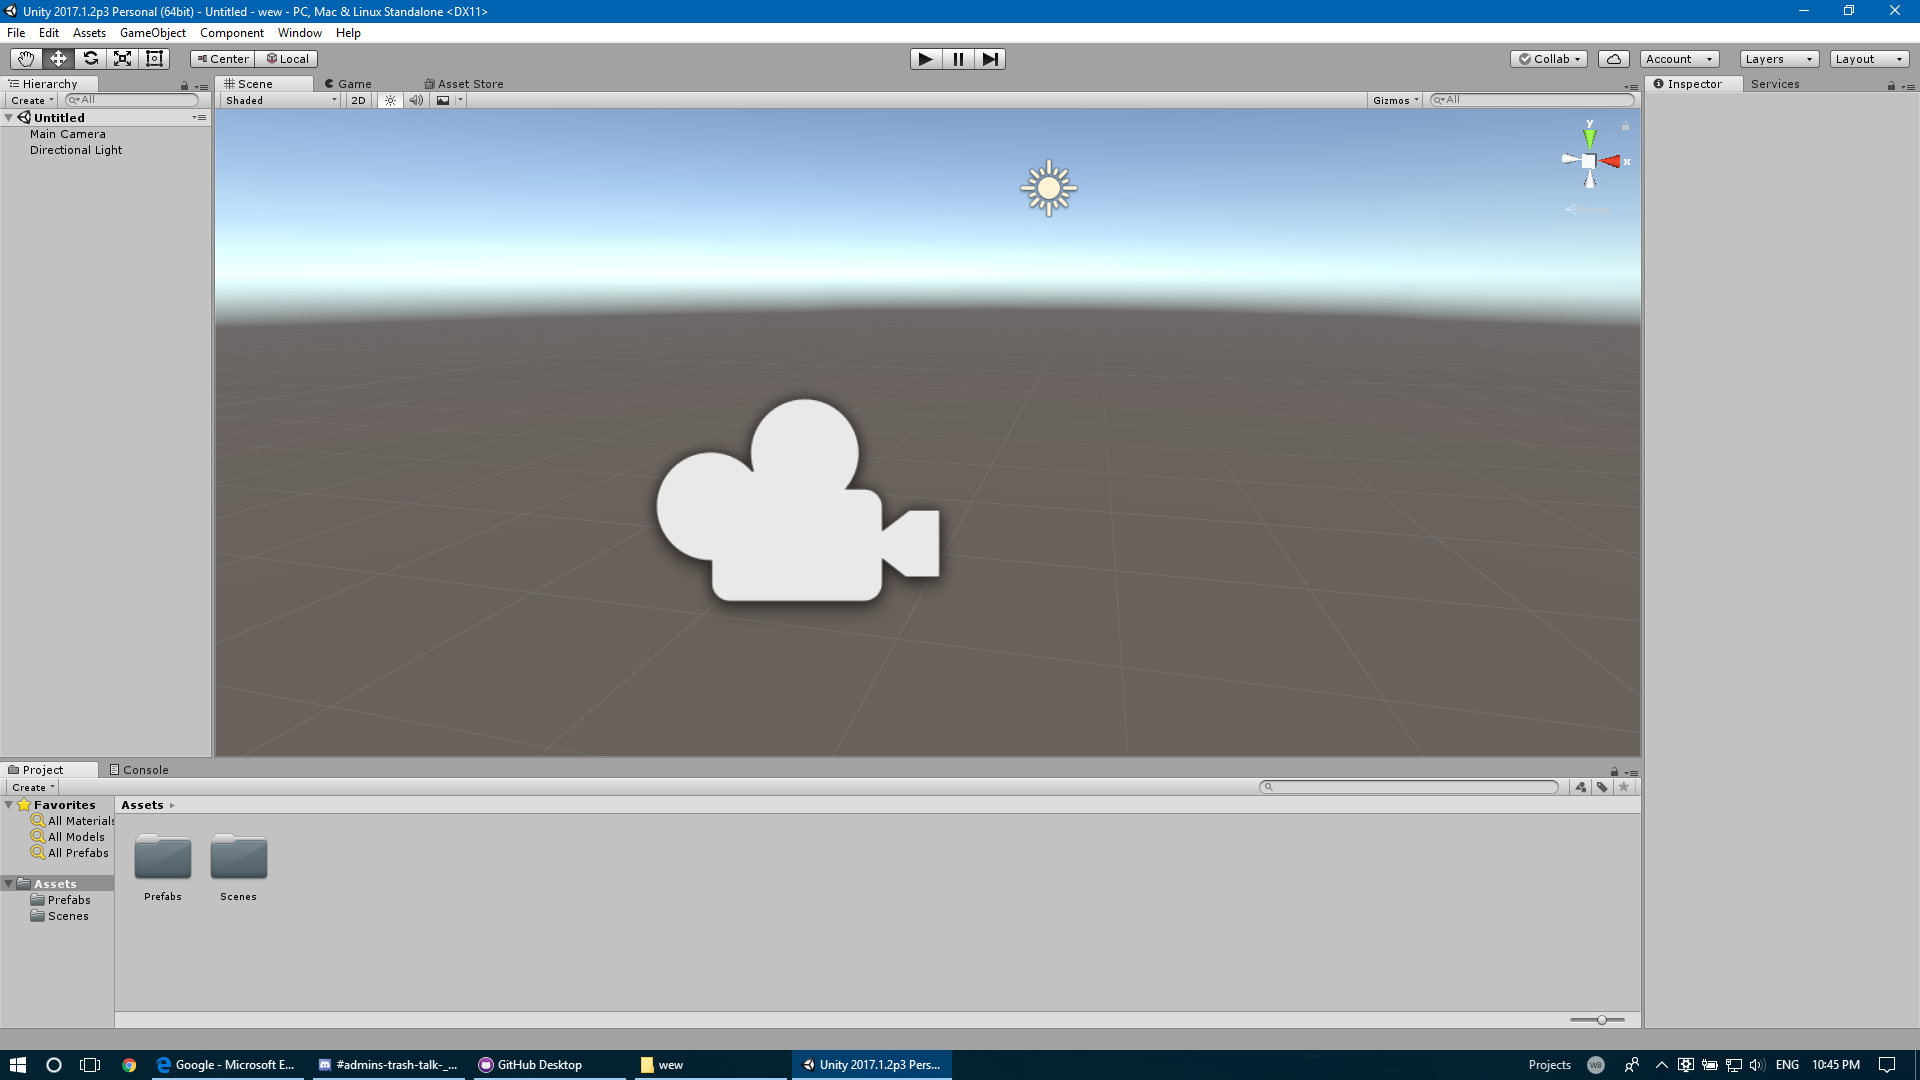 Unity 2017.1.2p3 Personal (64bit) - Untitled - wew - PC, Mac & Linux Standalone <DX11>
File Edit Assets GameObject Component Window Help
Center Local Collab Account Layers Layout
Hierarchy Scene Game Asset Store Inspector Services
Create All Shaded 2D Gizmos All
Untitled
Main Camera
Directional Light
y
x
Project Console
Create
Favorites Assets
All Materials
All Models
All Prefabs
Assets
Prefabs
Scenes
Prefabs Scenes
Google - Microsoft E... #admins-trash-talk-_... GitHub Desktop wew Unity 2017.1.2p3 Pers... Projects WB ENG 10:45 PM